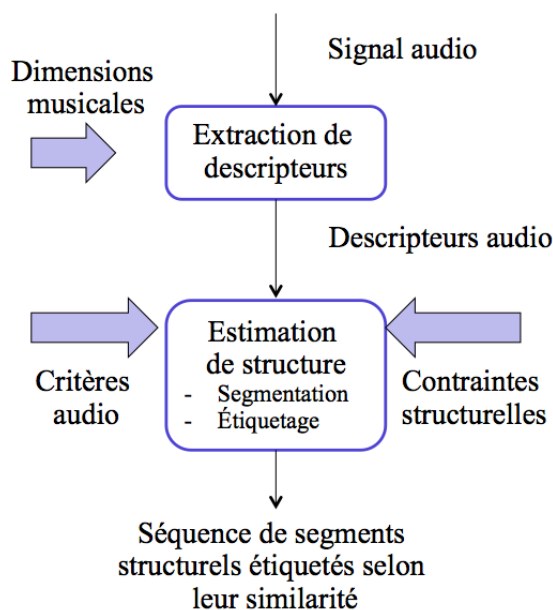 Signal audio
Dimensions
musicales
Extraction de
descripteurs
Descripteurs audio
Estimation
de structure
- Segmentation
- Étiquetage
Critères
audio
Contraintes
structurelles
Séquence de segments
structurels étiquetés selon
leur similarité